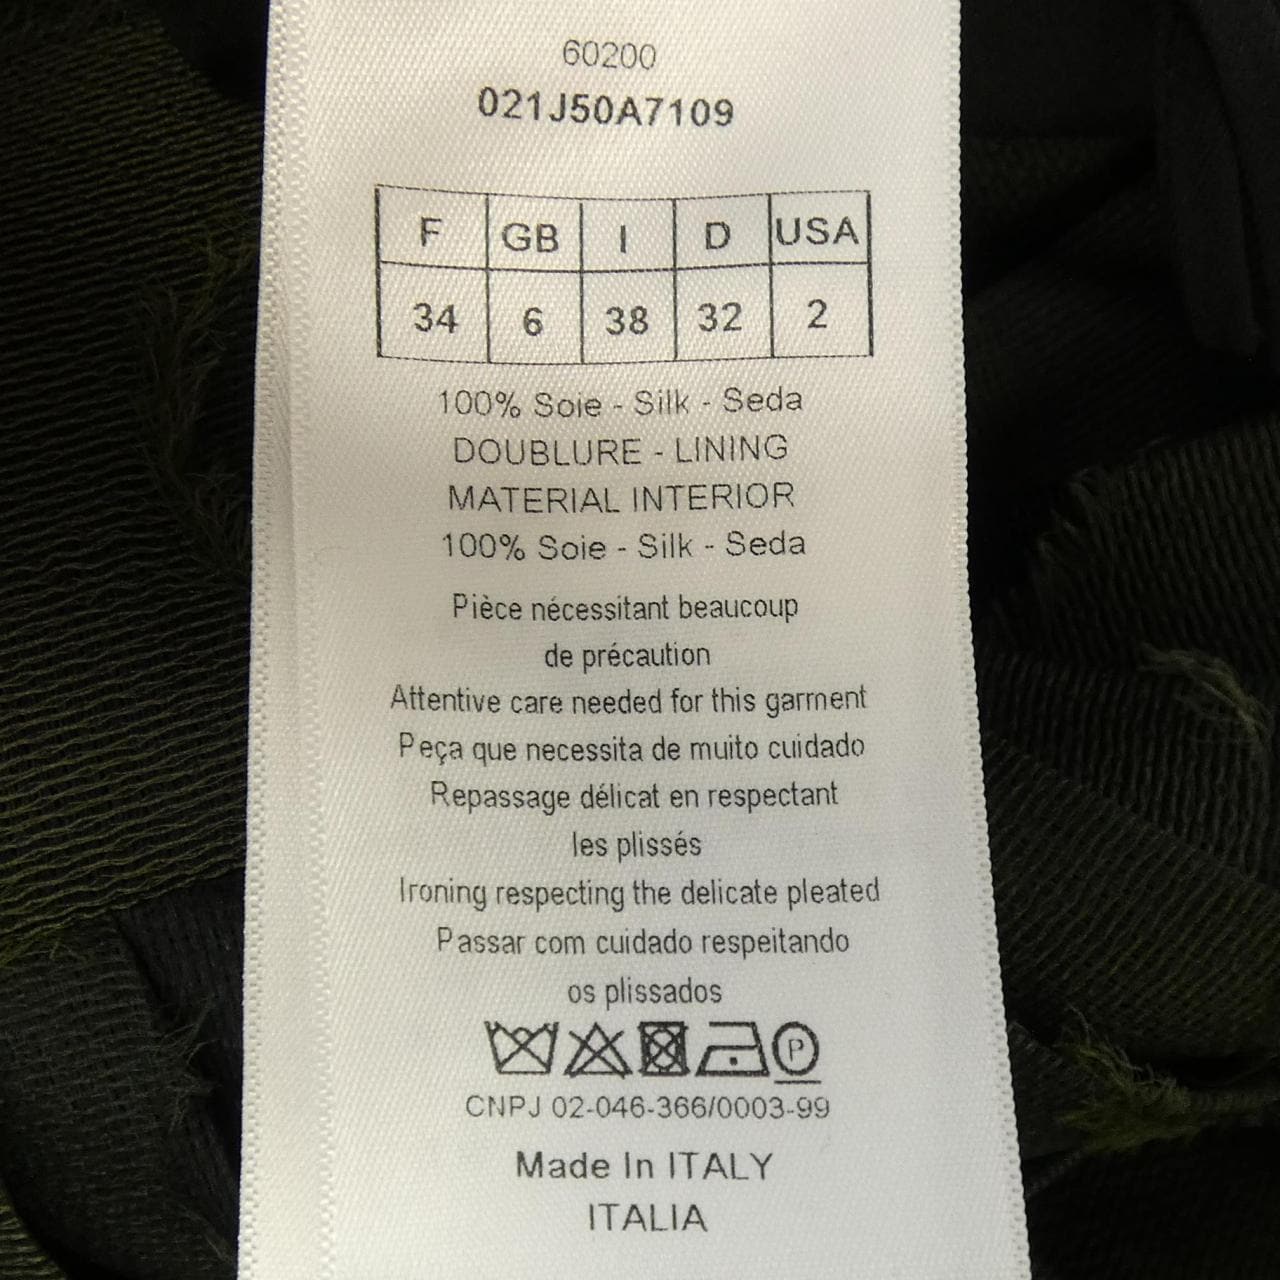 60200
021J50A7109
F GB I D USA
34 6 38 32 2
100% Soie - Silk - Seda
DOUBLURE - LINING
MATERIAL INTERIOR
100% Soie - Silk - Seda
Pièce nécessitant beaucoup
de précaution
Attentive care needed for this garment
Peça que necessita de muito cuidado
Repassage délicat en respectant
les plissés
Ironing respecting the delicate pleated
Passar com cuidado respeitando
os plissados
P
CNPJ 02-046-366/0003-99
Made In ITALY
ITALIA